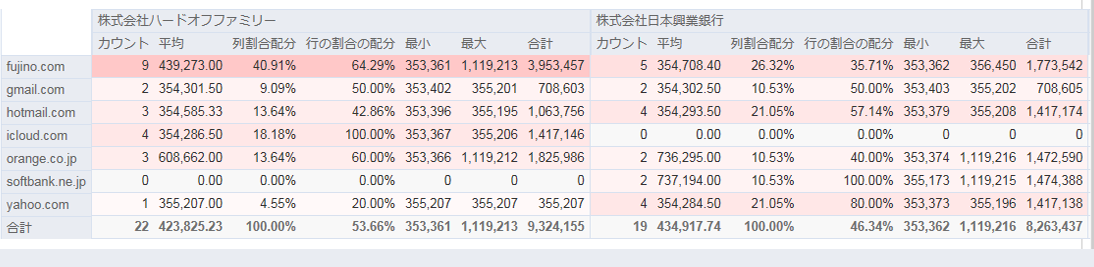 株式会社ハードオフファミリー 株式会社日本興業銀行
カウント 平均 列割合配分 行の割合の配分 最小 最大 合計 カウント 平均 列割合配分 行の割合の配分 最小 最大 合計
fujino.com 9 439,273.00 40.91% 64.29% 353,361 1,119,213 3,953,457 5 354,708.40 26.32% 35.71% 353,362 356,450 1,773,542
gmail.com 2 354,301.50 9.09% 50.00% 353,402 355,201 708,603 2 354,302.50 10.53% 50.00% 353,403 355,202 708,605
hotmail.com 3 354,585.33 13.64% 42.86% 353,396 355,195 1,063,756 4 354,293.50 21.05% 57.14% 353,379 355,208 1,417,174
icloud.com 4 354,286.50 18.18% 100.00% 353,367 355,206 1,417,146 0 0.00 0.00% 0.00% 0 0 0
orange.co.jp 3 608,662.00 13.64% 60.00% 353,366 1,119,212 1,825,986 2 736,295.00 10.53% 40.00% 353,374 1,119,216 1,472,590
softbank.ne.jp 0 0.00 0.00% 0.00% 0 0 0 2 737,194.00 10.53% 100.00% 355,173 1,119,215 1,474,388
yahoo.com 1 355,207.00 4.55% 20.00% 355,207 355,207 355,207 4 354,284.50 21.05% 80.00% 353,373 355,196 1,417,138
合計 22 423,825.23 100.00% 53.66% 353,361 1,119,213 9,324,155 19 434,917.74 100.00% 46.34% 353,362 1,119,216 8,263,437